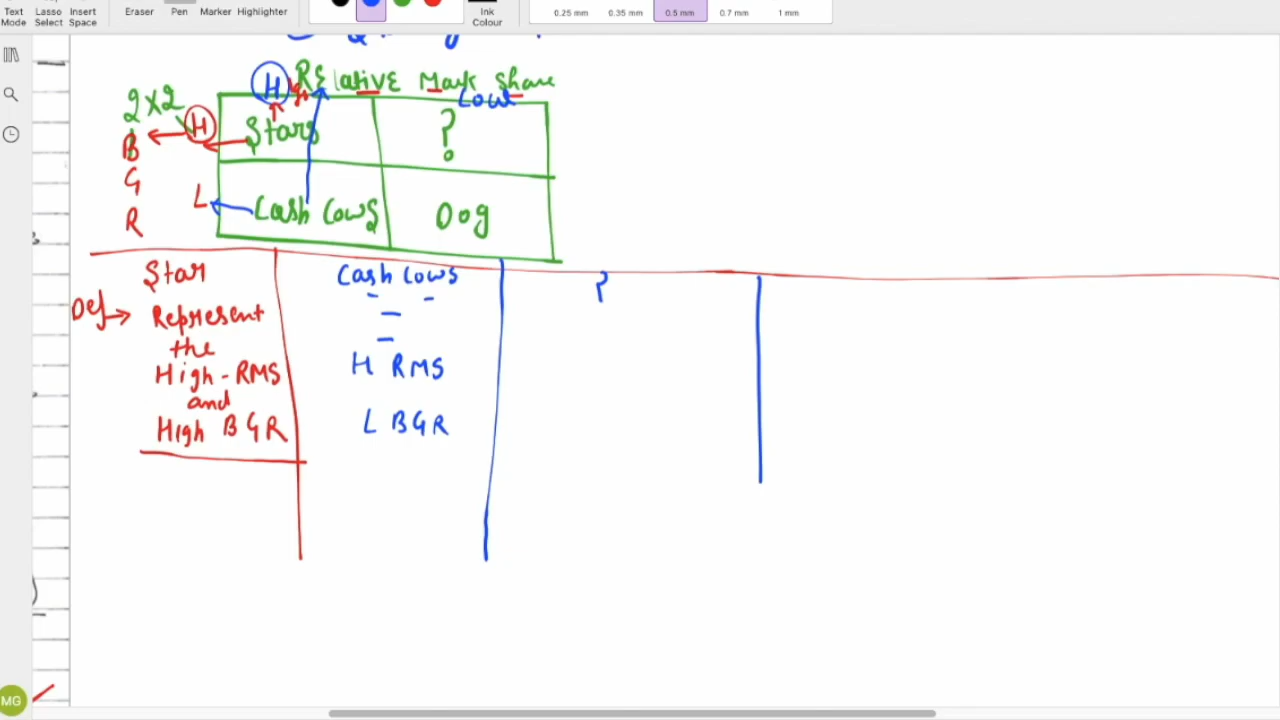 Text Mode
Lasso Select
Insert Space
Eraser
Pen
Marker
Highlighter
Ink Colour
0.25 mm
0.35 mm
0.5 mm
0.7 mm
1 mm
H Relative Mark Share
2x2
Low
H
Stars
?
B
G
R
L
Cash Cows
Dog
Star
Cash Cows
?
Def → Represent
the
High-RMS
and
High BGR
H RMS
L BGR
MG